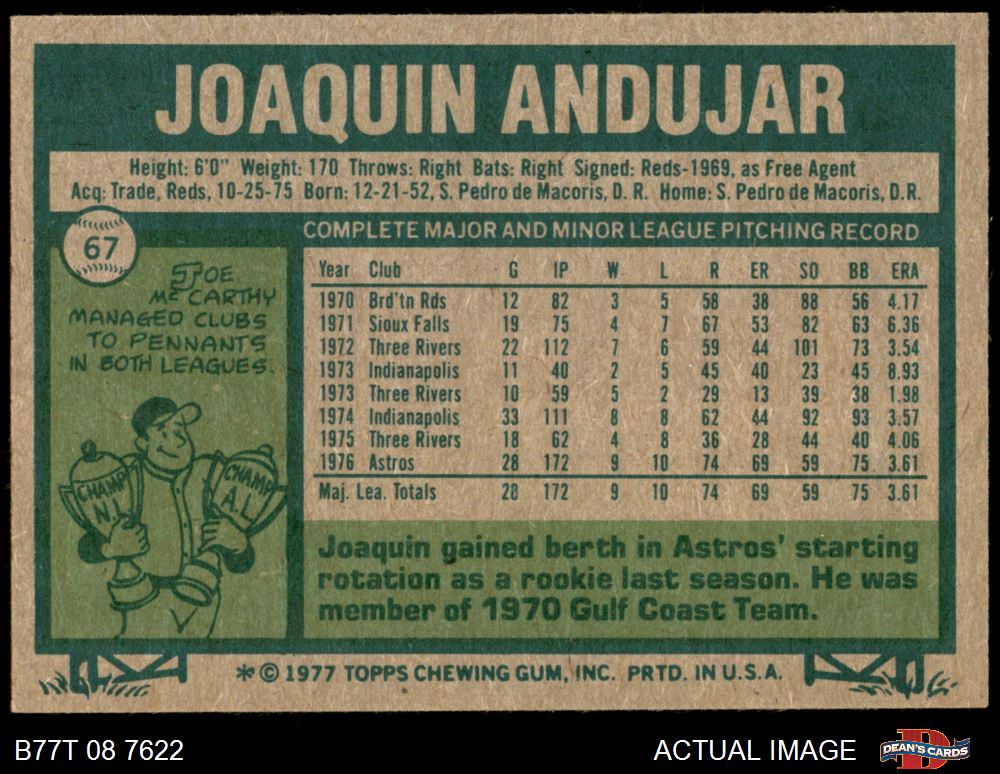 JOAQUIN ANDUJAR
Height: 6'0" Weight: 170 Throws: Right Bats: Right Signed: Reds-1969, as Free Agent
Acq: Trade, Reds, 10-25-75 Born: 12-21-52, S. Pedro de Macoris, D. R. Home: S. Pedro de Macoris, D.R.
67
JOE
McCARTHY
MANAGED CLUBS
TO PENNANTS
IN BOTH LEAGUES.
CHAMP
N.L.
CHAMP
A.L.
COMPLETE MAJOR AND MINOR LEAGUE PITCHING RECORD
Year Club G IP W L R ER SO BB ERA
1970 Brd'tn Rds 12 82 3 5 58 38 88 56 4.17
1971 Sioux Falls 19 75 4 7 67 53 82 63 6.36
1972 Three Rivers 22 112 7 6 59 44 101 73 3.54
1973 Indianapolis 11 40 2 5 45 40 23 45 8.93
1973 Three Rivers 10 59 5 2 29 13 39 38 1.98
1974 Indianapolis 33 111 8 8 62 44 92 93 3.57
1975 Three Rivers 18 62 4 8 36 28 44 40 4.06
1976 Astros 28 172 9 10 74 69 59 75 3.61
Maj. Lea. Totals 28 172 9 10 74 69 59 75 3.61
Joaquin gained berth in Astros' starting
rotation as a rookie last season. He was
member of 1970 Gulf Coast Team.
* © 1977 TOPPS CHEWING GUM, INC. PRTD. IN U.S.A.
B77T 08 7622
ACTUAL IMAGE
DEAN'S CARDS